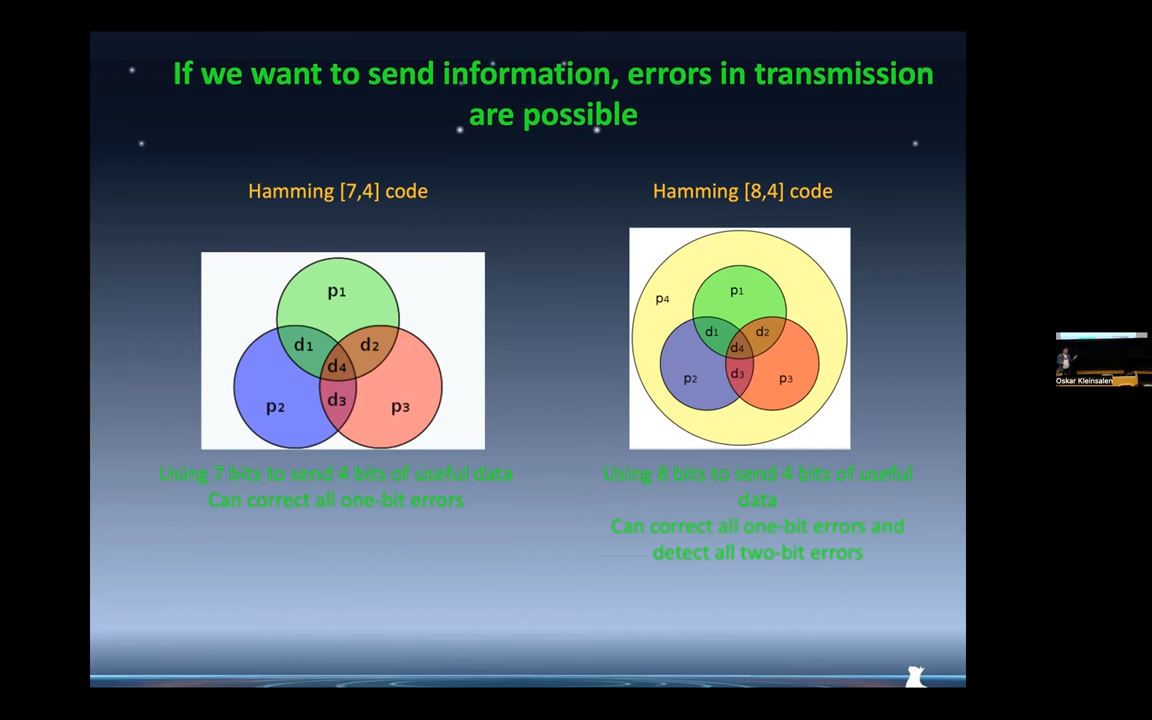 If we want to send information, errors in transmission
are possible
Hamming [7,4] code
p1
d1
d2
d4
p2
d3
p3
Using 7 bits to send 4 bits of useful data
Can correct all one-bit errors
Hamming [8,4] code
p4
p1
d1
d2
d4
p2
d3
p3
Using 8 bits to send 4 bits of useful
data
Can correct all one-bit errors and
detect all two-bit errors
Oskar Kleinsalen